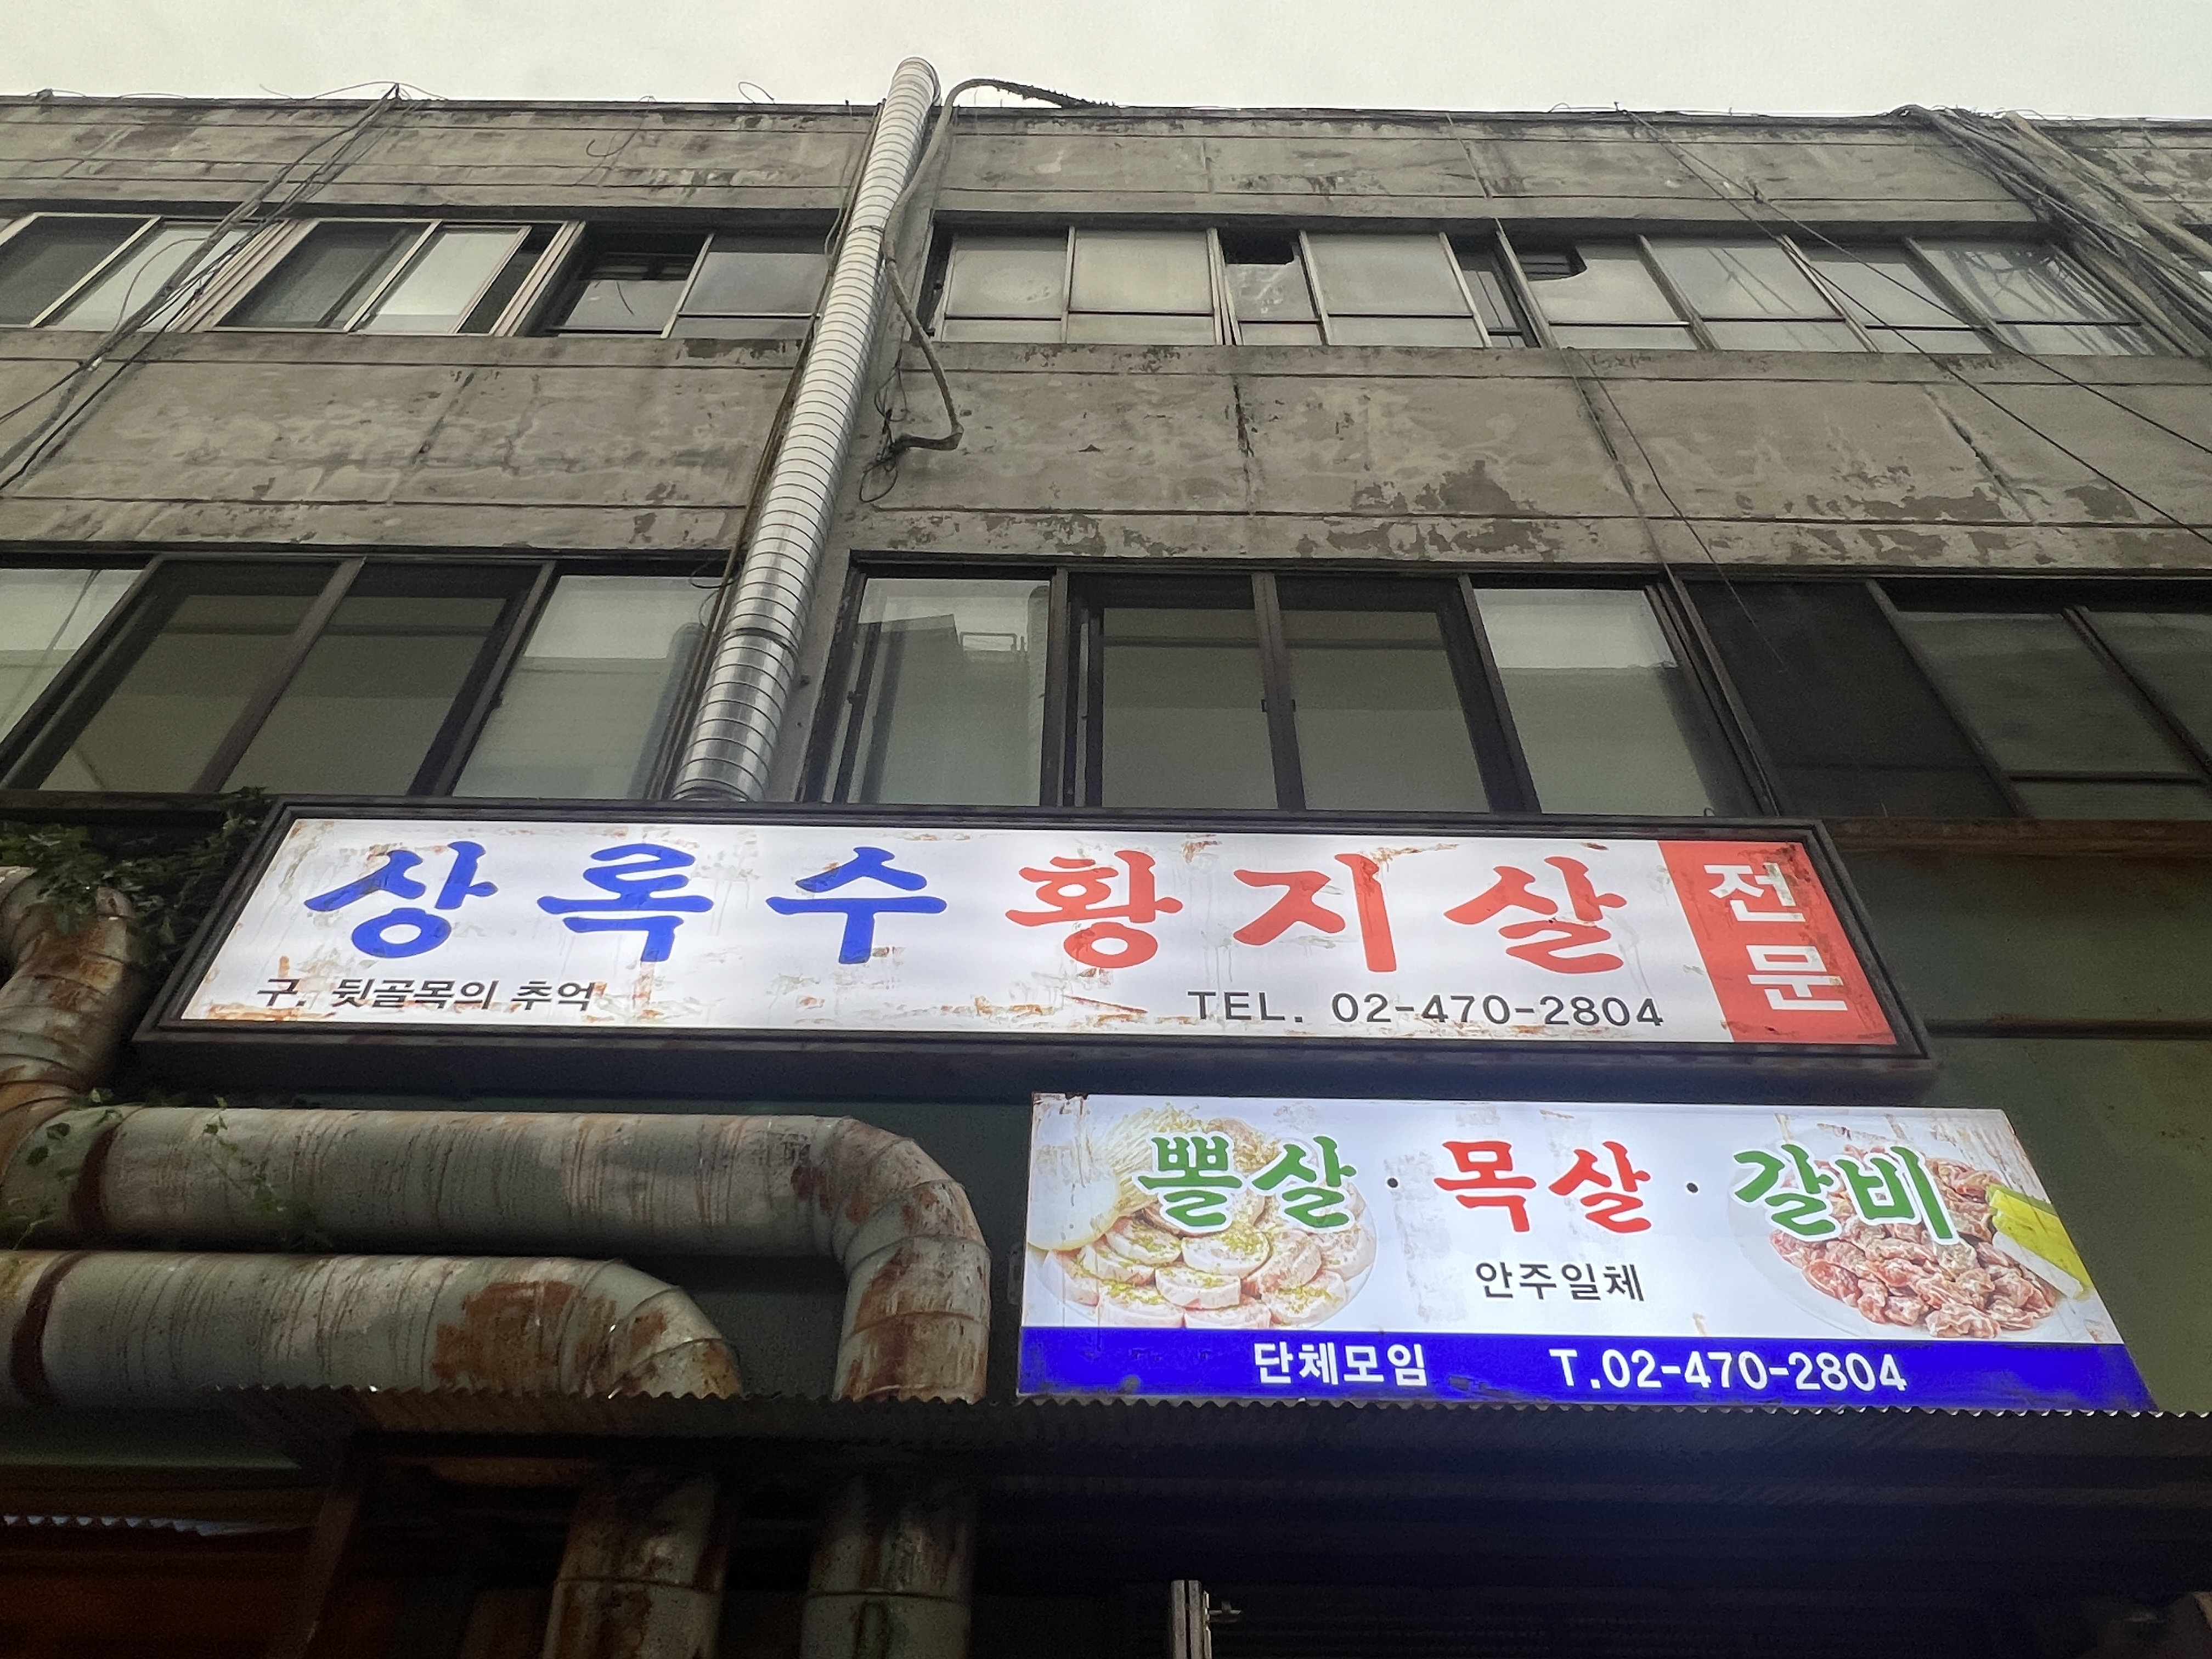 상록수 황지살 전문
구. 뒷골목의 추억
TEL. 02-470-2804
뽈살 · 목살 · 갈비
안주일체
단체모임 T.02-470-2804